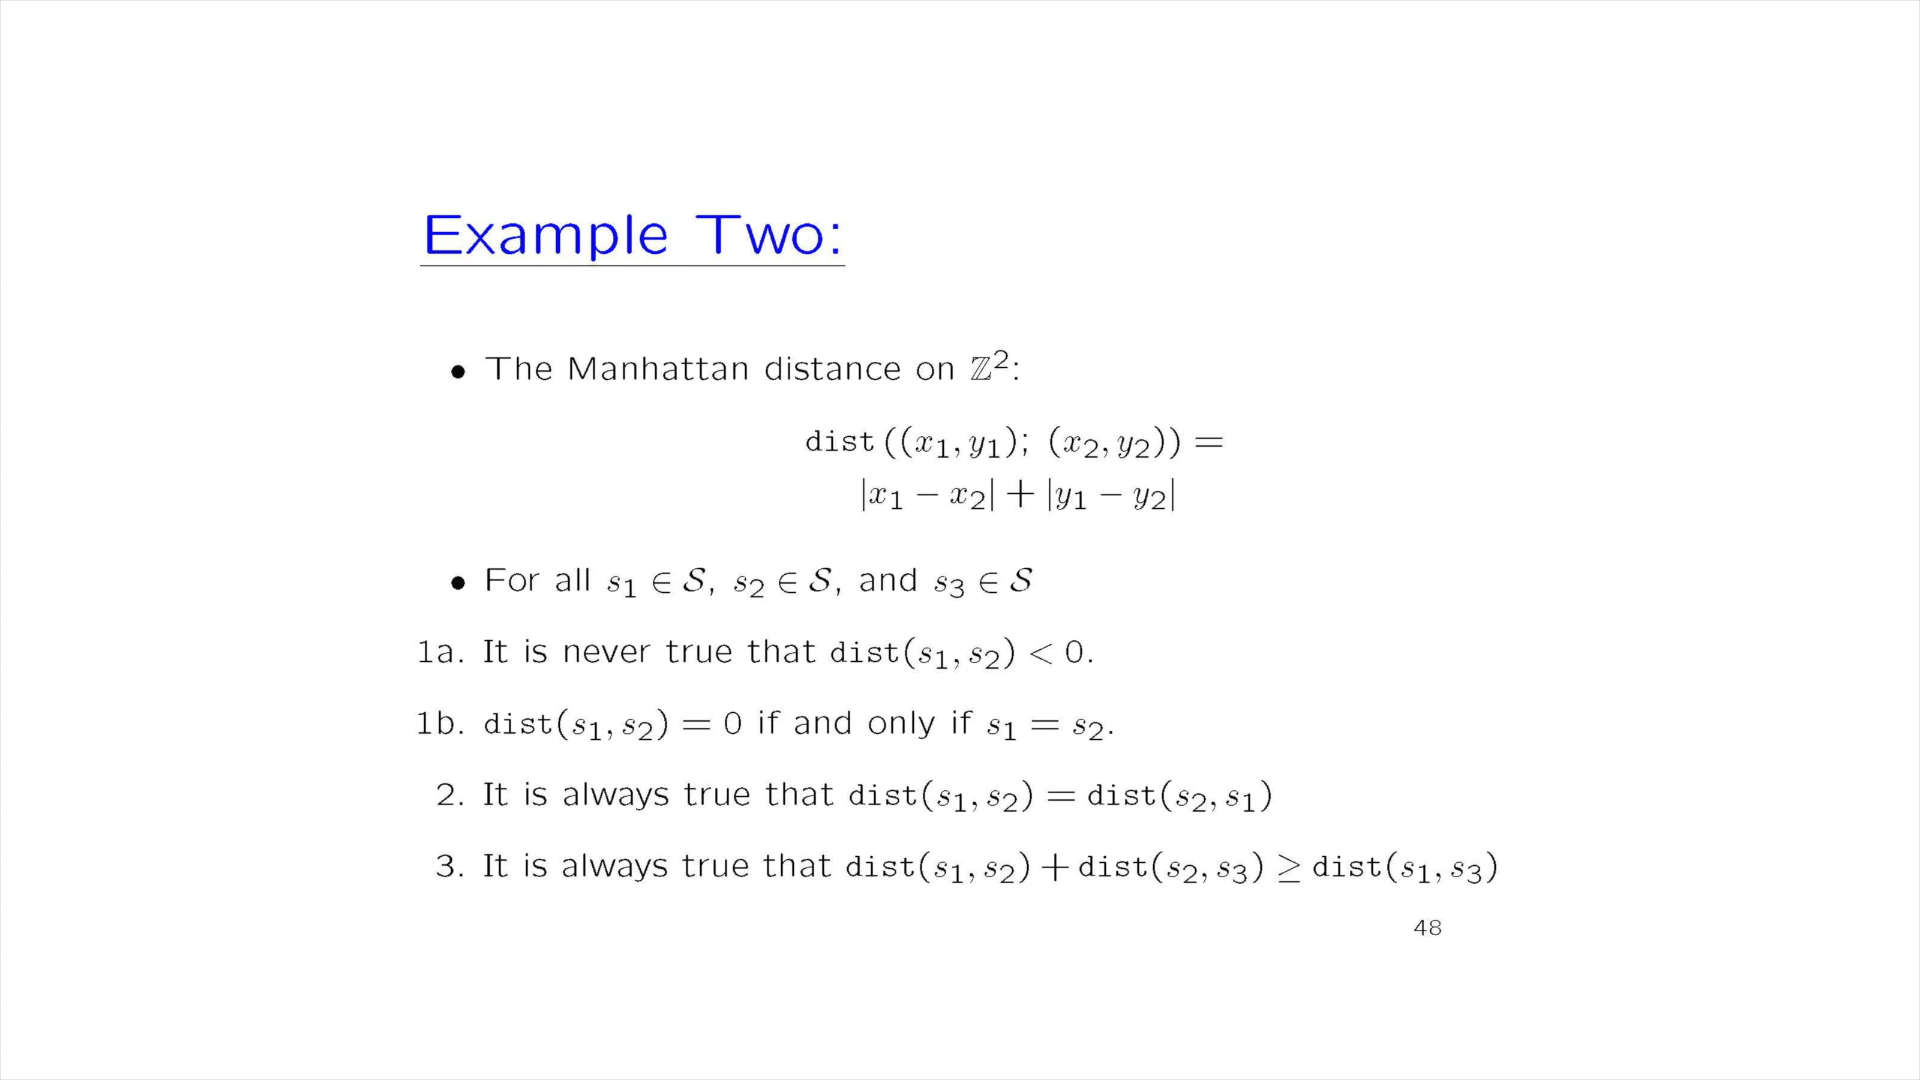 Example Two:
• The Manhattan distance on ℤ²:
dist ((x₁, y₁); (x₂, y₂)) =
|x₁ − x₂| + |y₁ − y₂|
• For all s₁ ∈ 𝒮, s₂ ∈ 𝒮, and s₃ ∈ 𝒮
1a. It is never true that dist(s₁, s₂) < 0.
1b. dist(s₁, s₂) = 0 if and only if s₁ = s₂.
2. It is always true that dist(s₁, s₂) = dist(s₂, s₁)
3. It is always true that dist(s₁, s₂) + dist(s₂, s₃) ≥ dist(s₁, s₃)
48